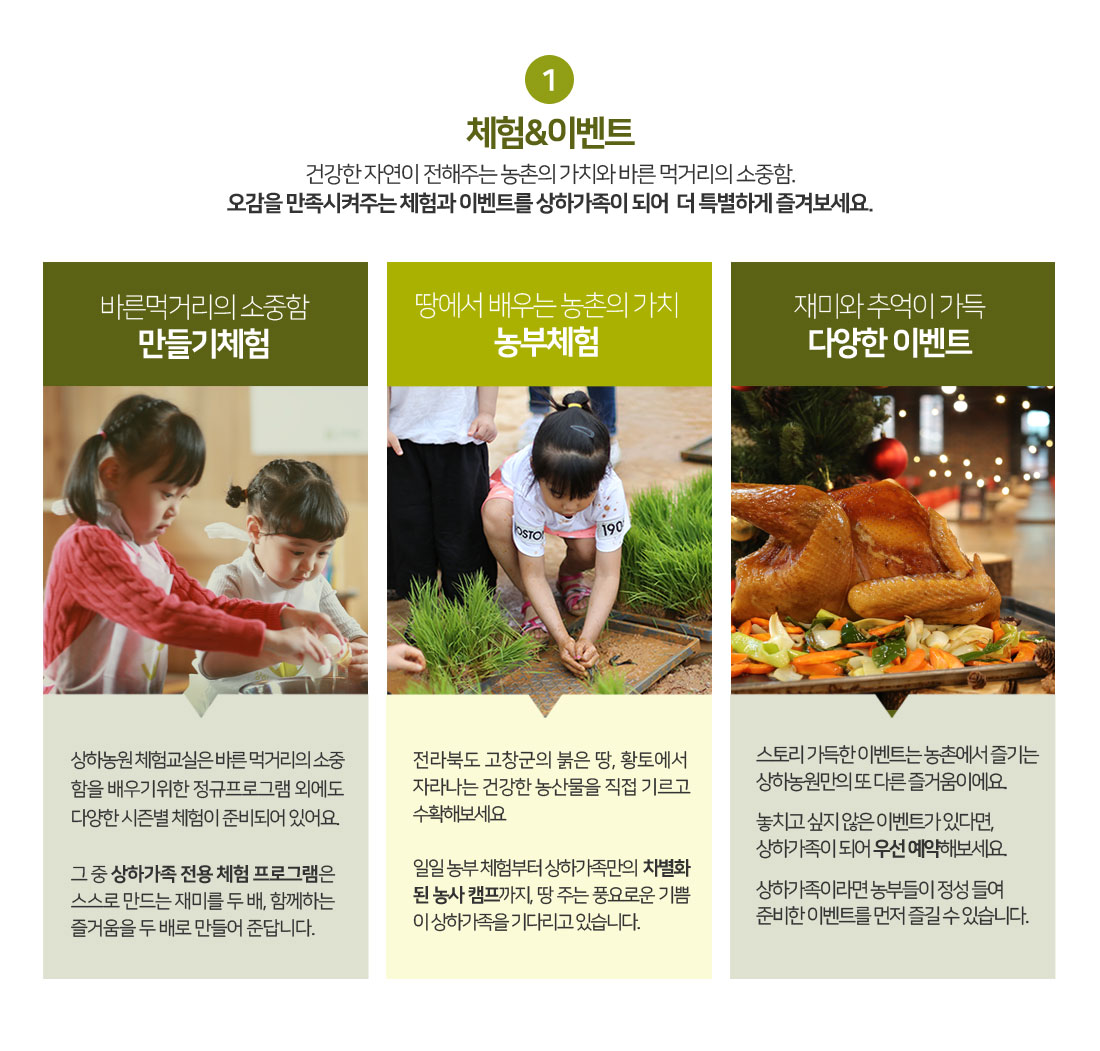 1
체험&이벤트
건강한 자연이 전해주는 농촌의 가치와 바른 먹거리의 소중함.
오감을 만족시켜주는 체험과 이벤트를 상하가족이 되어 더 특별하게 즐겨보세요.
바른먹거리의 소중함
만들기체험
상하농원 체험교실은 바른 먹거리의 소중
함을 배우기위한 정규프로그램 외에도
다양한 시즌별 체험이 준비되어 있어요.
그 중 상하가족 전용 체험 프로그램은
스스로 만드는 재미를 두 배, 함께하는
즐거움을 두 배로 만들어 준답니다.
땅에서 배우는 농촌의 가치
농부체험
BOSTO
190
전라북도 고창군의 붉은 땅, 황토에서
자라나는 건강한 농산물을 직접 기르고
수확해보세요
일일 농부 체험부터 상하가족만의 차별화
된 농사 캠프까지, 땅 주는 풍요로운 기쁨
이 상하가족을 기다리고 있습니다.
재미와 추억이 가득
다양한 이벤트
스토리 가득한 이벤트는 농촌에서 즐기는
상하농원만의 또 다른 즐거움이에요.
놓치고 싶지 않은 이벤트가 있다면,
상하가족이 되어 우선 예약해보세요.
상하가족이라면 농부들이 정성 들여
준비한 이벤트를 먼저 즐길 수 있습니다.